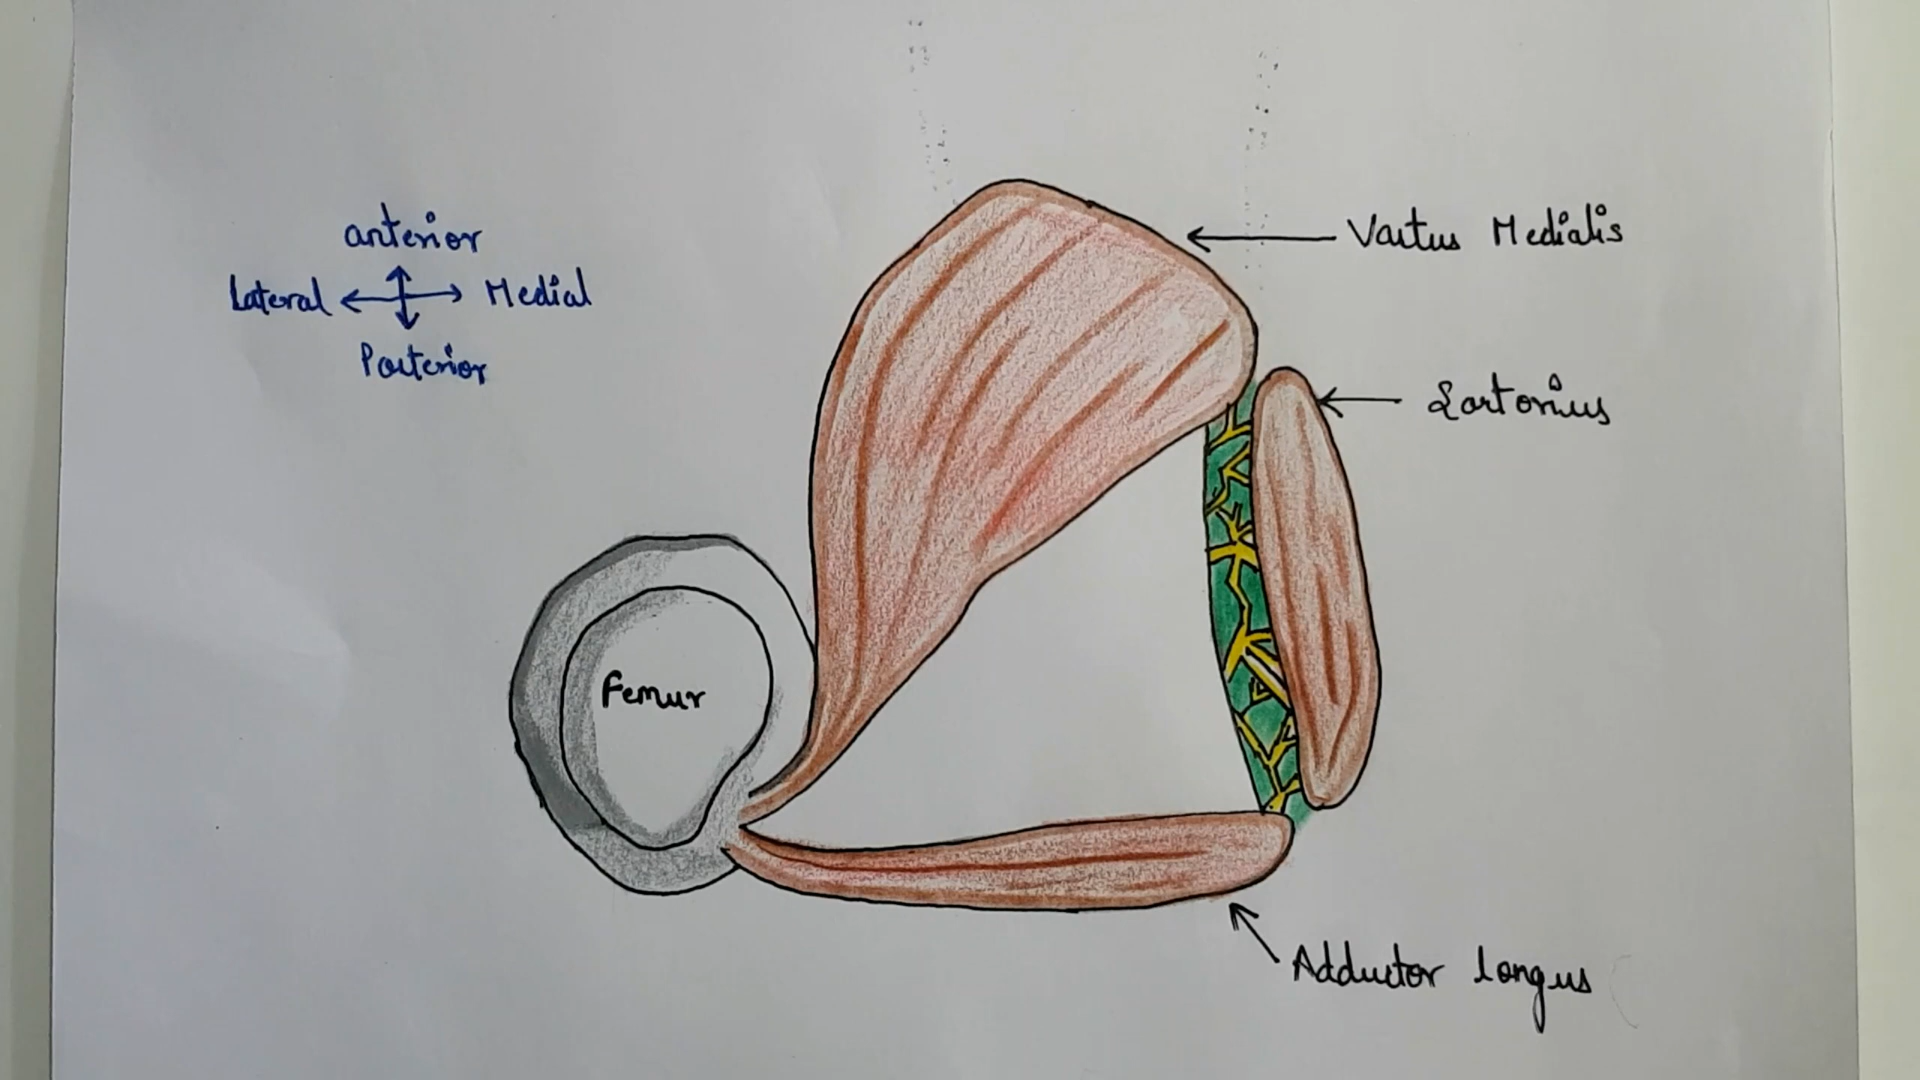 anterior
Lateral Medial
Posterior
Vastus Medialis
Sartorius
Femur
Adductor longus